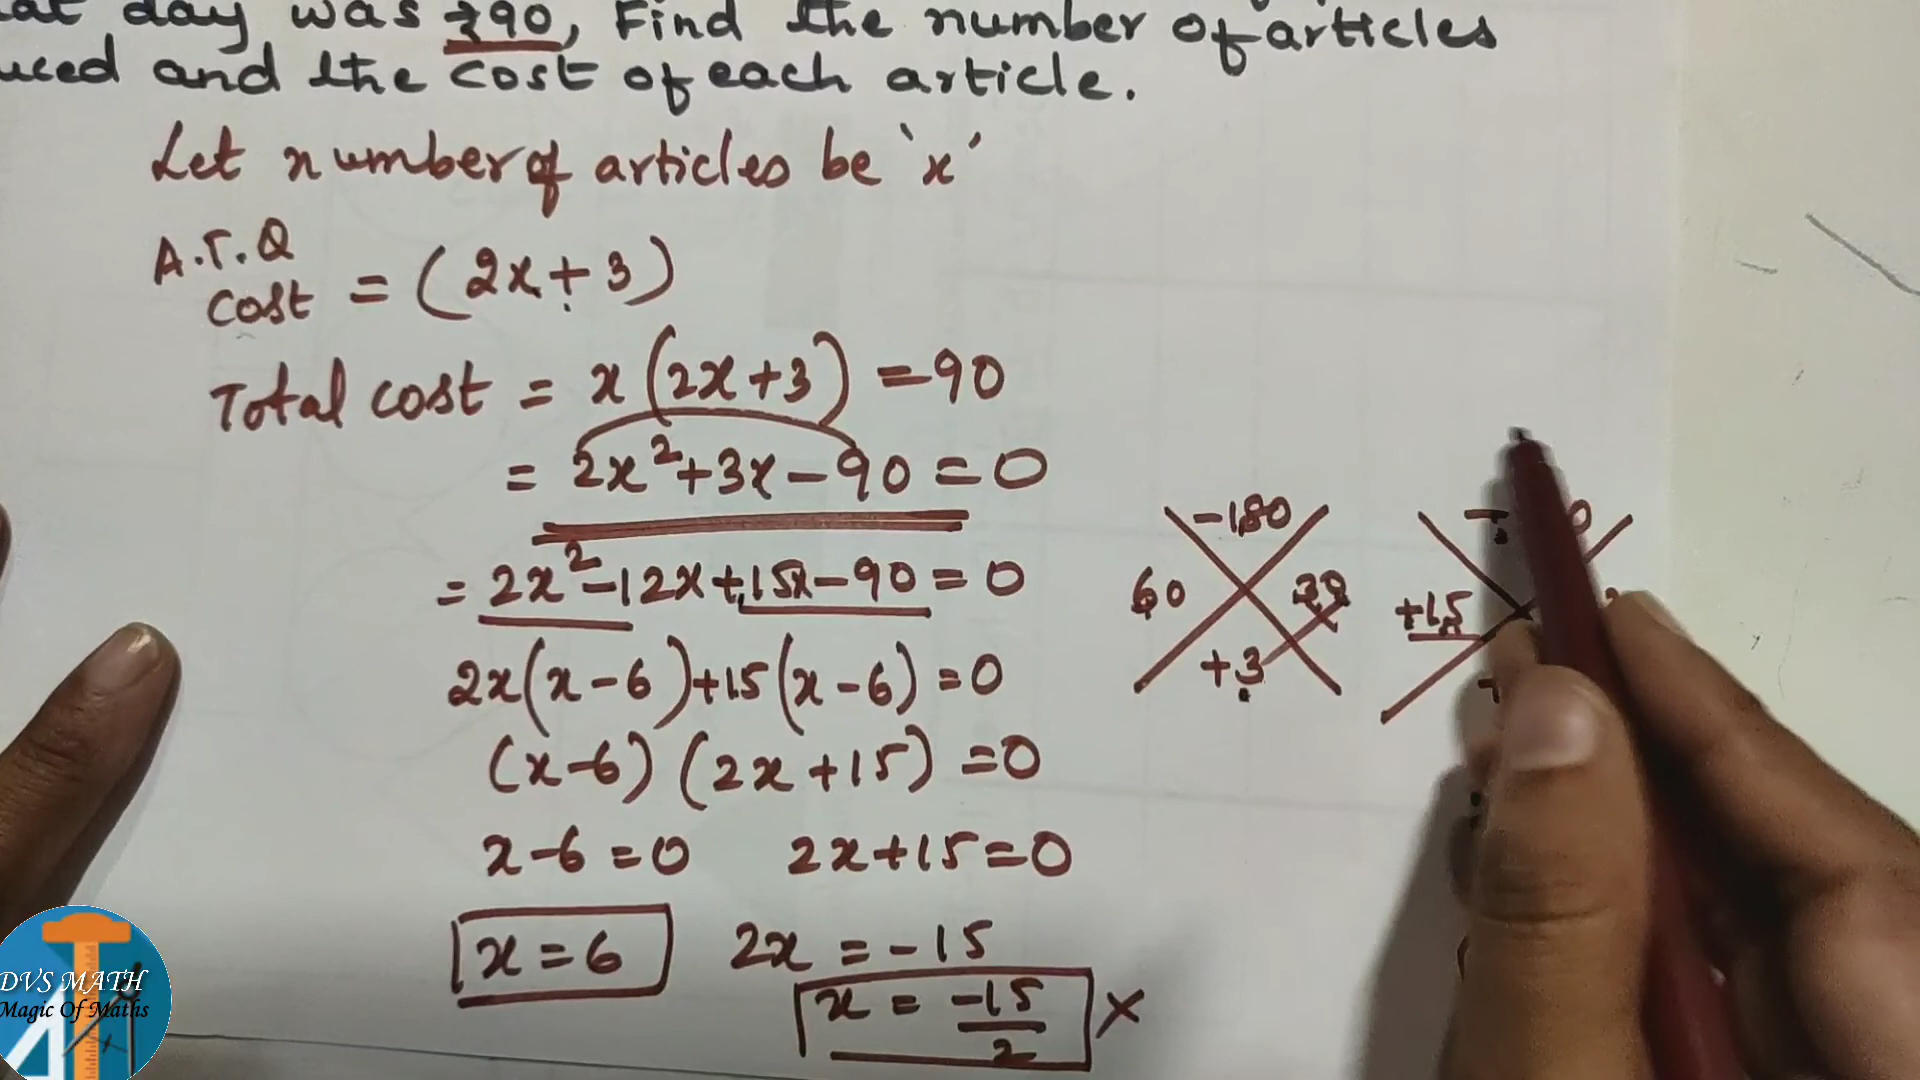 at day was ₹90, Find the number of articles
uced and the cost of each article.
Let number of articles be 'x'
A.T.Q
cost = (2x+3)
Total cost = x(2x+3) = 90
= 2x²+3x-90=0
= 2x²-12x+15x-90=0
2x(x-6)+15(x-6)=0
(x-6)(2x+15)=0
x-6=0 2x+15=0
x=6 2x=-15
x=-15/2 ×
-180
60 30
+3
+15
DVS MATH
Magic Of Maths